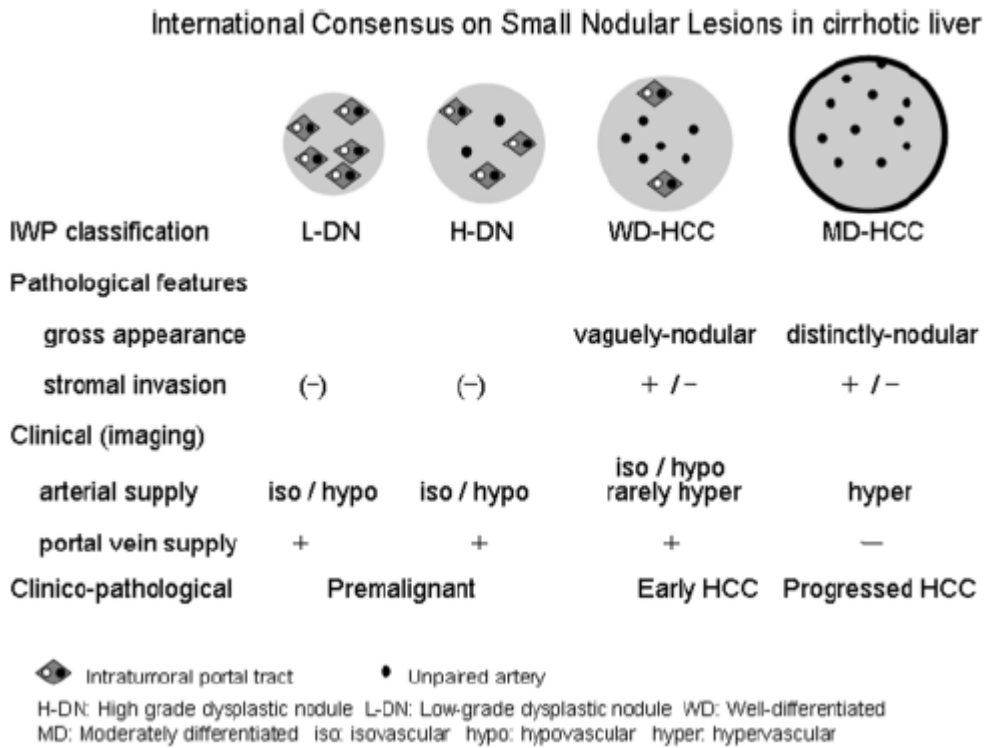 International Consensus on Small Nodular Lesions in cirrhotic liver
IWP classification L-DN H-DN WD-HCC MD-HCC
Pathological features
gross appearance vaguely-nodular distinctly-nodular
stromal invasion (−) (−) + / − + / −
Clinical (imaging)
iso / hypo
arterial supply iso / hypo iso / hypo rarely hyper hyper
portal vein supply + + + −
Clinico-pathological Premalignant Early HCC Progressed HCC
Intratumoral portal tract Unpaired artery
H-DN: High grade dysplastic nodule L-DN: Low-grade dysplastic nodule WD: Well-differentiated
MD: Moderately differentiated iso: isovascular hypo: hypovascular hyper: hypervascular